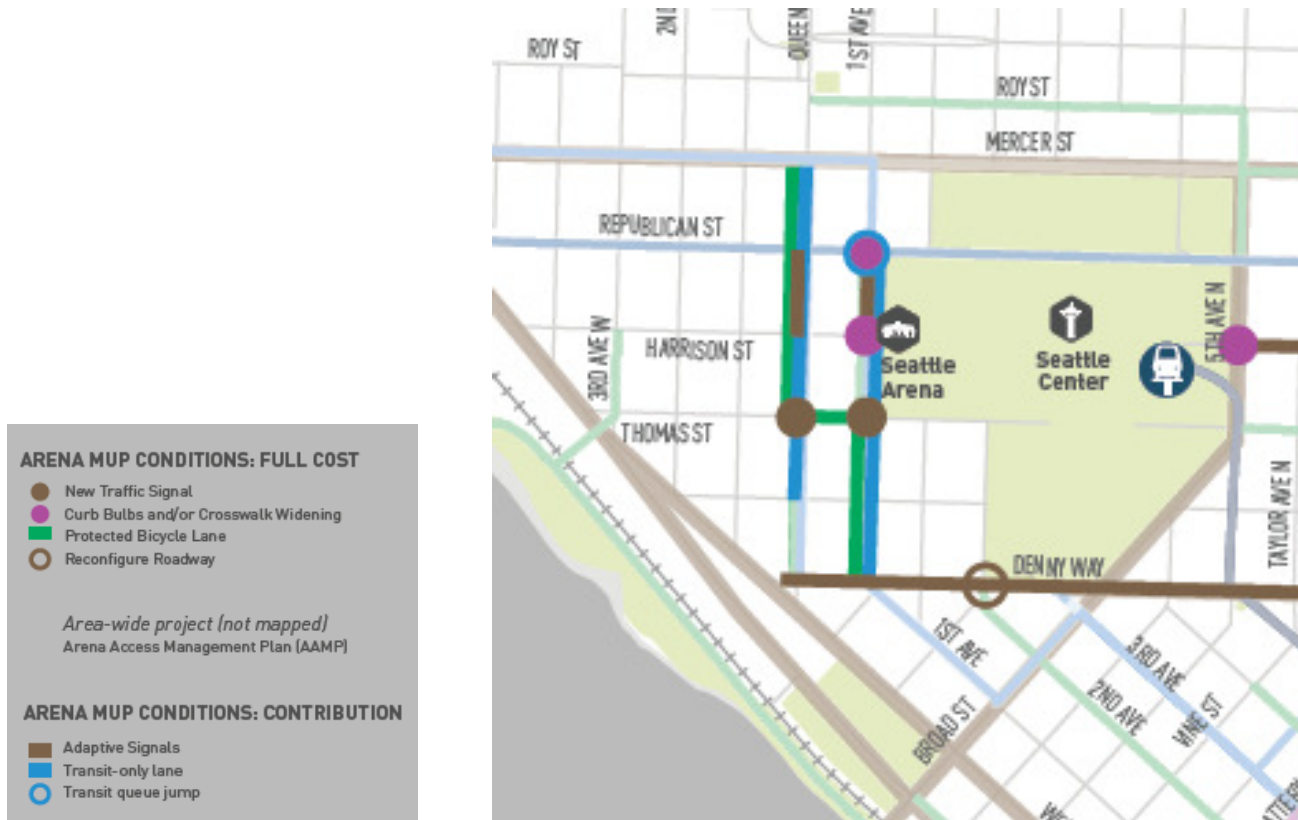 ARENA MUP CONDITIONS: FULL COST
New Traffic Signal
Curb Bulbs and/or Crosswalk Widening
Protected Bicycle Lane
Reconfigure Roadway
Area-wide project (not mapped)
Arena Access Management Plan (AAMP)
ARENA MUP CONDITIONS: CONTRIBUTION
Adaptive Signals
Transit-only lane
Transit queue jump
ROY ST
2ND
QUEEN
1ST AVE
ROY ST
MERCER ST
REPUBLICAN ST
3RD AVE W
HARRISON ST
THOMAS ST
Seattle
Arena
Seattle
Center
5TH AVE N
TAYLOR AVE N
DENNY WAY
1ST AVE
BROAD ST
3RD AVE
2ND AVE
VINE ST